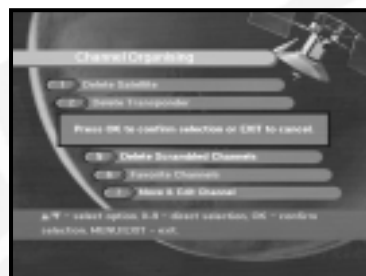 Channel Organising
1 Delete Satellite
2 Delete Transponder
Press OK to confirm selection or EXIT to cancel.
5 Delete Scrambled Channels
6 Favorite Channels
7 Move & Edit Channel
▲/▼ - select option, 0-9 - direct selection, OK - confirm
selection, MENU/EXIT - exit.